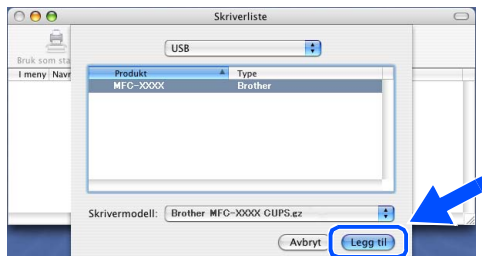 Skriverliste
USB
Bruk som sta
I meny Navn
Produkt Type
MFC-XXXX Brother
Skrivermodell: Brother MFC-XXXX CUPS.gz
Avbryt Legg til